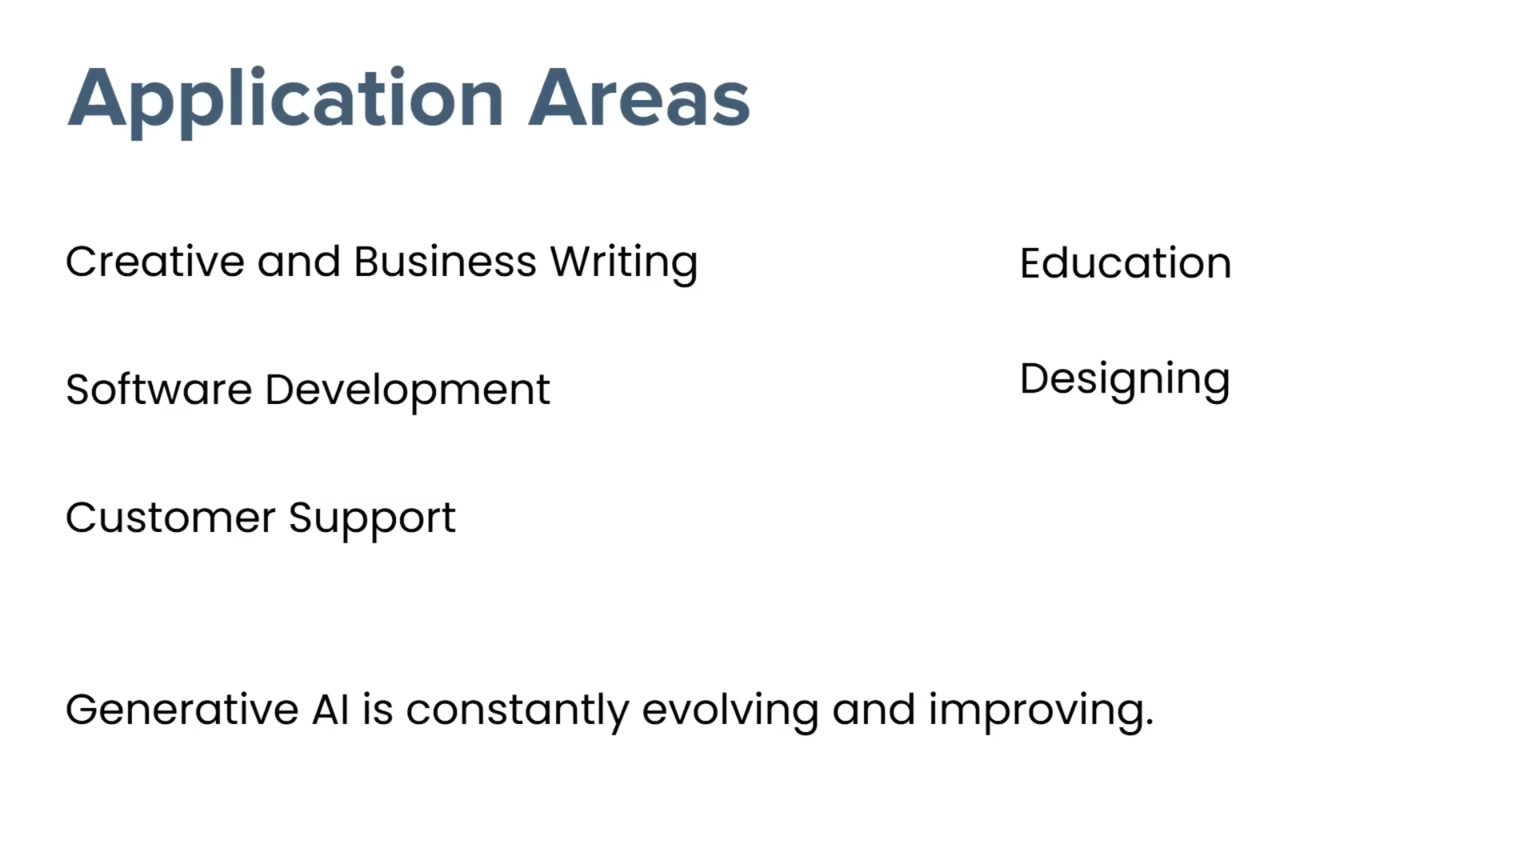 Application Areas
Creative and Business Writing
Software Development
Customer Support
Education
Designing
Generative AI is constantly evolving and improving.